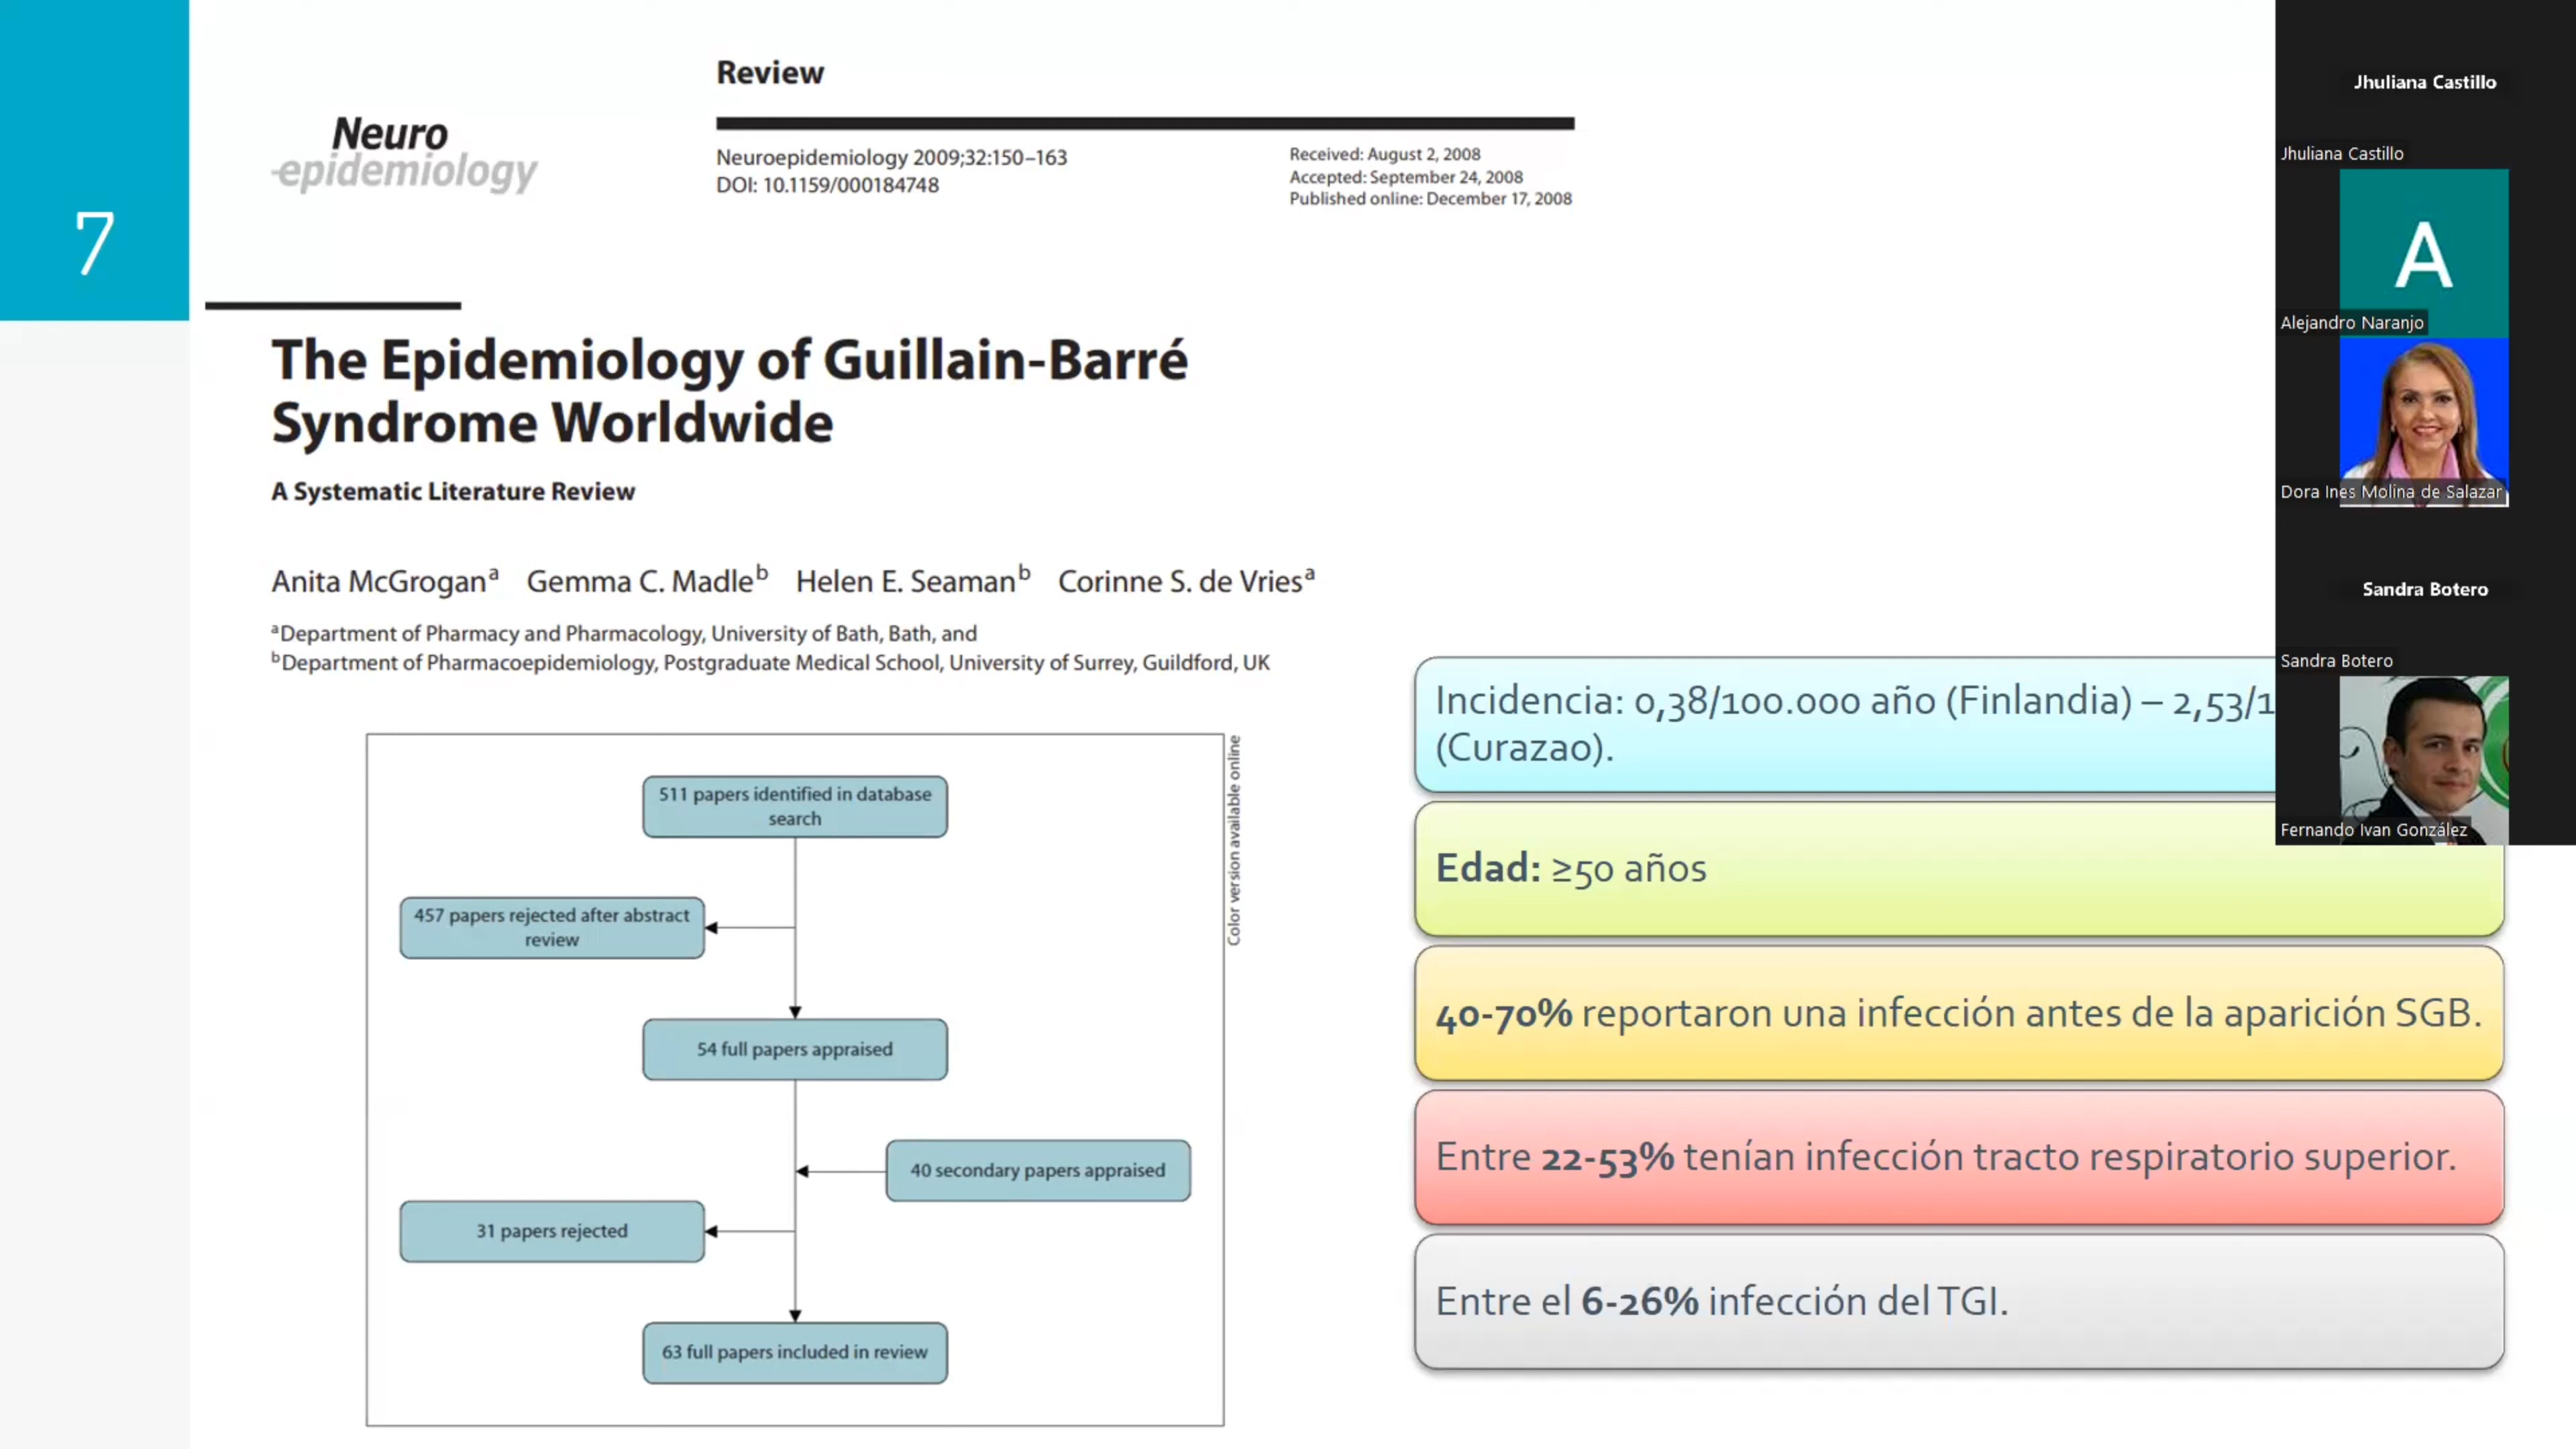 7
Neuro
epidemiology
Review
Neuroepidemiology 2009;32:150–163
DOI: 10.1159/000184748
Received: August 2, 2008
Accepted: September 24, 2008
Published online: December 17, 2008
The Epidemiology of Guillain-Barré
Syndrome Worldwide
A Systematic Literature Review
Anita McGrogan a Gemma C. Madle b Helen E. Seaman b Corinne S. de Vries a
a Department of Pharmacy and Pharmacology, University of Bath, Bath, and
b Department of Pharmacoepidemiology, Postgraduate Medical School, University of Surrey, Guildford, UK
511 papers identified in database
search
457 papers rejected after abstract
review
54 full papers appraised
40 secondary papers appraised
31 papers rejected
63 full papers included in review
Color version available online
Incidencia: 0,38/100.000 año (Finlandia) – 2,53/1
(Curazao).
Edad: ≥50 años
40-70% reportaron una infección antes de la aparición SGB.
Entre 22-53% tenían infección tracto respiratorio superior.
Entre el 6-26% infección del TGI.
Jhuliana Castillo
Jhuliana Castillo
A
Alejandro Naranjo
Dora Ines Molina de Salazar
Sandra Botero
Sandra Botero
Fernando Ivan González